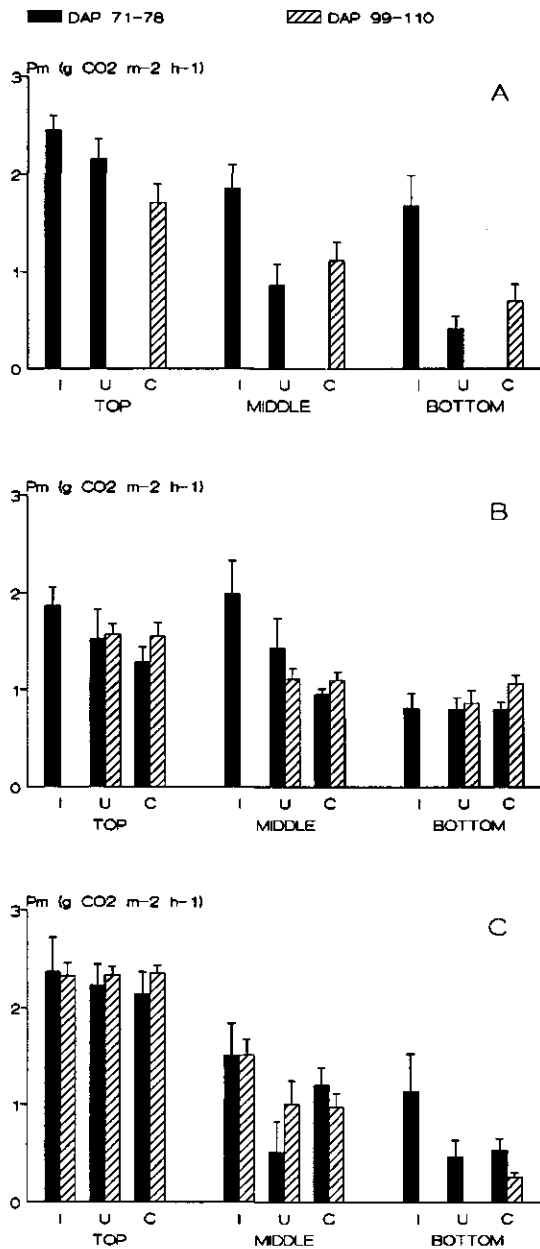 DAP 71-78 DAP 99-110
Pm (g CO2 m-2 h-1)
A
3
2
1
0
I U C I U C I U C
TOP MIDDLE BOTTOM
Pm (g CO2 m-2 h-1)
B
3
2
1
0
I U C I U C I U C
TOP MIDDLE BOTTOM
Pm (g CO2 m-2 h-1)
C
3
2
1
0
I U C I U C I U C
TOP MIDDLE BOTTOM